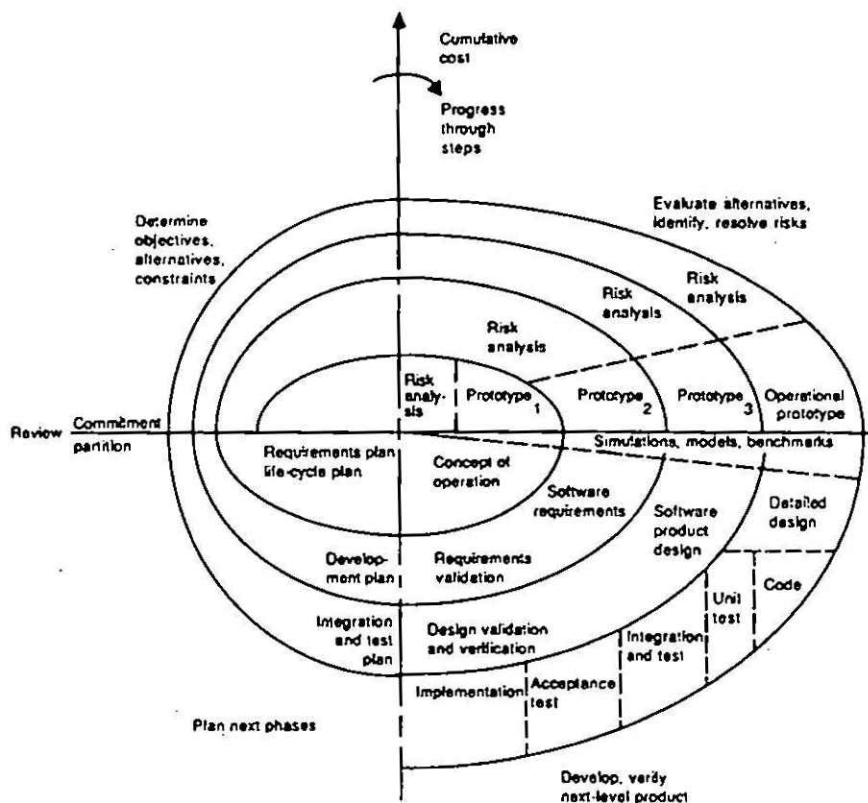 Cumulative
cost
Progress
through
steps
Evaluate alternatives,
identify, resolve risks
Determine
objectives,
alternatives,
constraints
Risk
analysis
Risk
analysis
Risk
analysis
Risk
analy-
sis
Prototype 1
Prototype 2
Prototype 3
Operational
prototype
Review
Commitment
partition
Simulations, models, benchmarks
Requirements plan
life-cycle plan
Concept of
operation
Software
requirements
Software
product
design
Detailed
design
Develop-
ment plan
Requirements
validation
Code
Unit
test
Integration
and test
plan
Design validation
and verification
Integration
and test
Acceptance
test
Implementation
Plan next phases
Develop, verify
next-level product